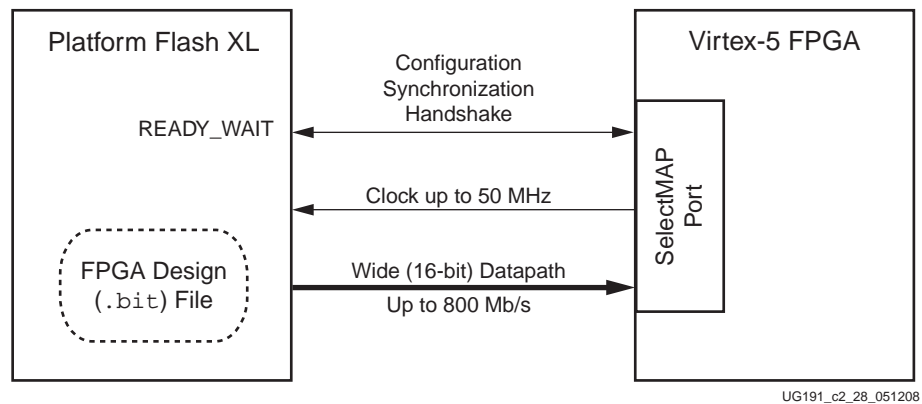 Platform Flash XL
Virtex-5 FPGA
Configuration
Synchronization
Handshake
READY_WAIT
SelectMAP
Port
Clock up to 50 MHz
FPGA Design
(.bit) File
Wide (16-bit) Datapath
Up to 800 Mb/s
UG191_c2_28_051208